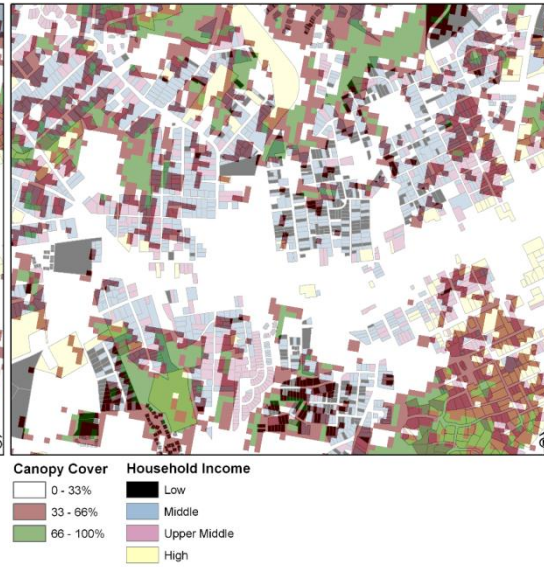 Canopy Cover Household Income
0 - 33% Low
33 - 66% Middle
66 - 100% Upper Middle
High